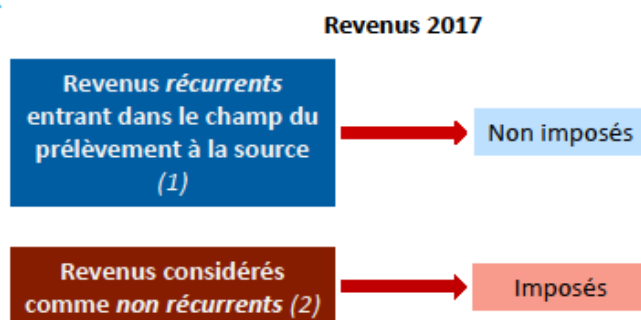 Revenus 2017
Revenus récurrents
entrant dans le champ du
prélèvement à la source
(1)
Non imposés
Revenus considérés
comme non récurrents (2)
Imposés